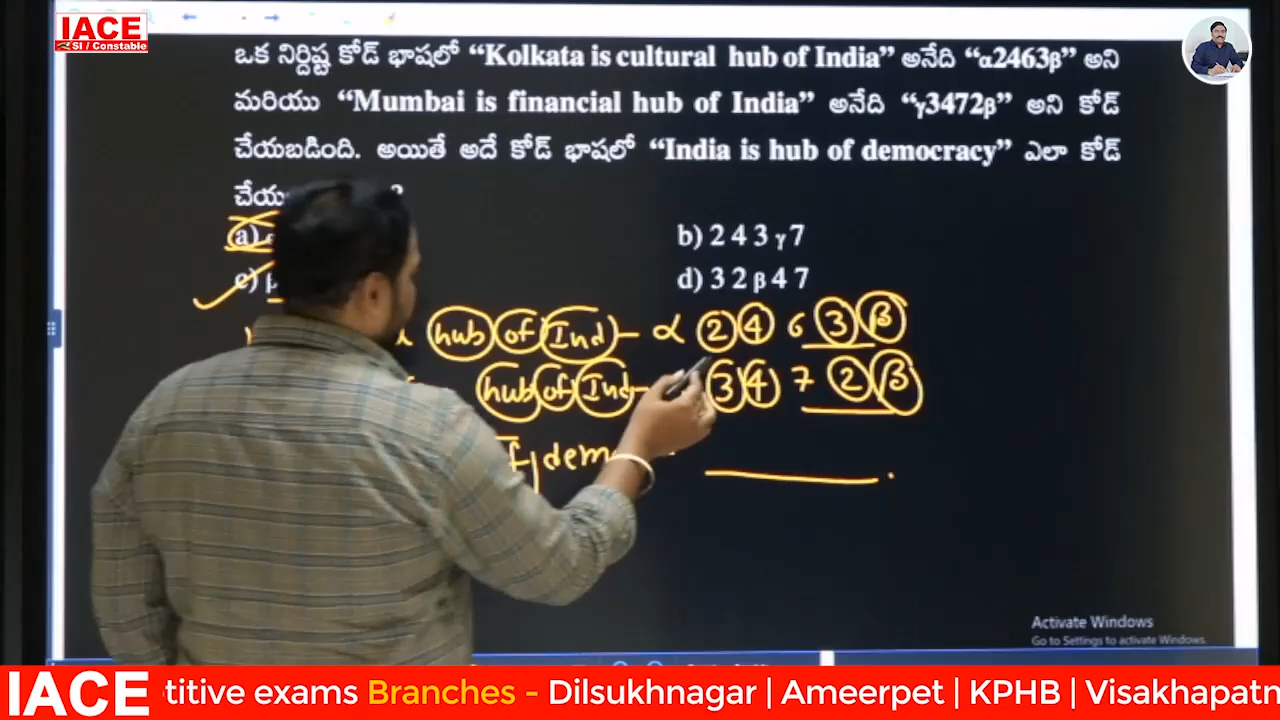 IACE
SI / Constable
ఒక నిర్దిష్ట కోడ్ భాషలో “Kolkata is cultural hub of India” అనేది “α2463β” అని
మరియు “Mumbai is financial hub of India” అనేది “γ3472β” అని కోడ్
చేయబడింది. అయితే అదే కోడ్ భాషలో “India is hub of democracy” ఎలా కోడ్
a) b) 2 4 3 γ 7
c) d) 3 2 β 4 7
hub of Ind - α 2 4 6 3 β
hub of Ind - 3 4 7 2 β
dem
Activate Windows
Go to Settings to activate Windows.
IACE titive exams Branches - Dilsukhnagar | Ameerpet | KPHB | Visakhapatn